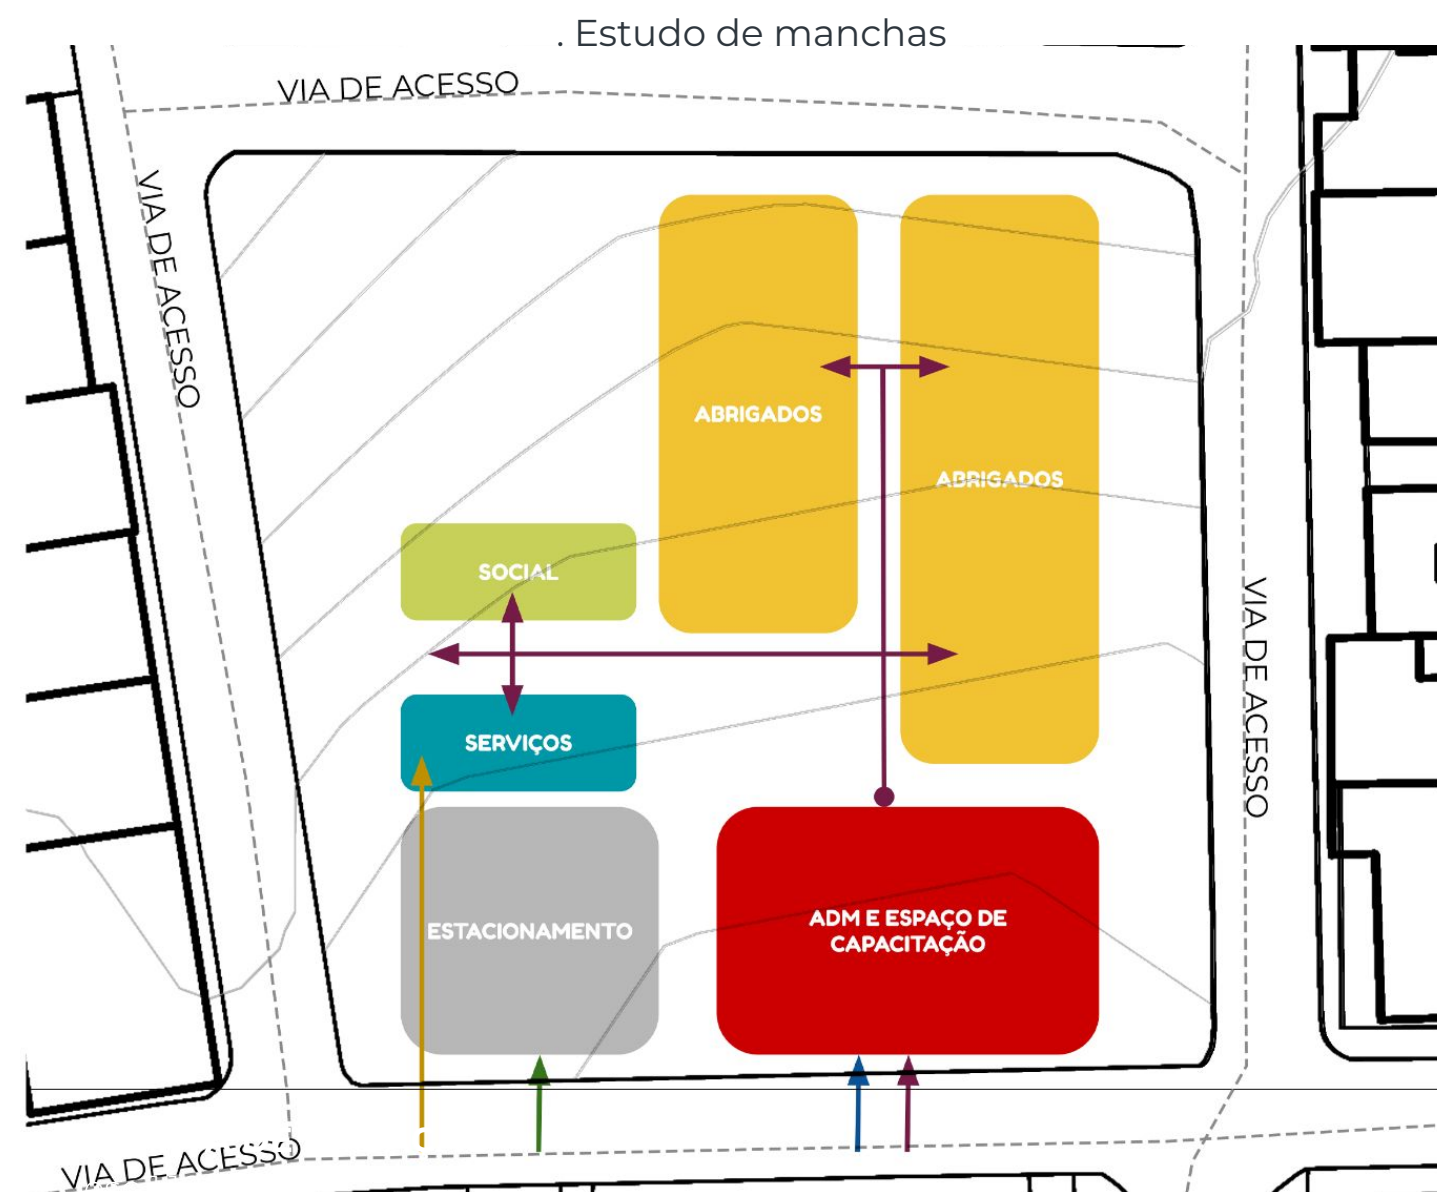 . Estudo de manchas
VIA DE ACESSO
VIA DE ACESSO
ABRIGADOS
ABRIGADOS
SOCIAL
VIA DE ACESSO
SERVIÇOS
ESTACIONAMENTO
ADM E ESPAÇO DE
CAPACITAÇÃO
VIA DE ACESSO